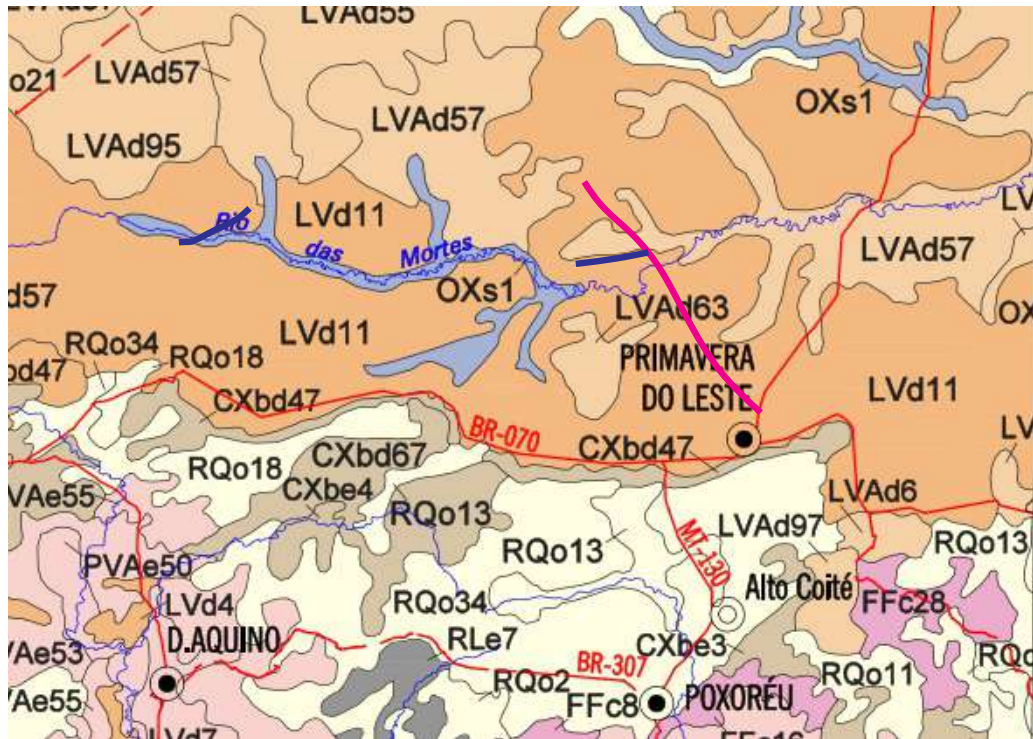 LVAd55
LVAd57
o21
OXs1
LVAd57
LVAd95
LVd11
Rio
das
Mortes
LVAd57
OXs1
d57
LVd11
LVAd63
RQo34
RQo18
bd47
PRIMAVERA
DO LESTE
CXbd47
LVd11
BR-070
CXbd67
CXbd47
RQo18
CXbe4
VAe55
RQo13
LVAd6
LVAd97
RQo13
RQo13
MT-130
PVAe50
Alto Coité
FFc28
LVd4
RQo34
D.AQUINO
RLe7
CXbe3
VAe53
BR-307
RQo11
RQo2
VAe55
FFc8
POXORÉU
LVd7